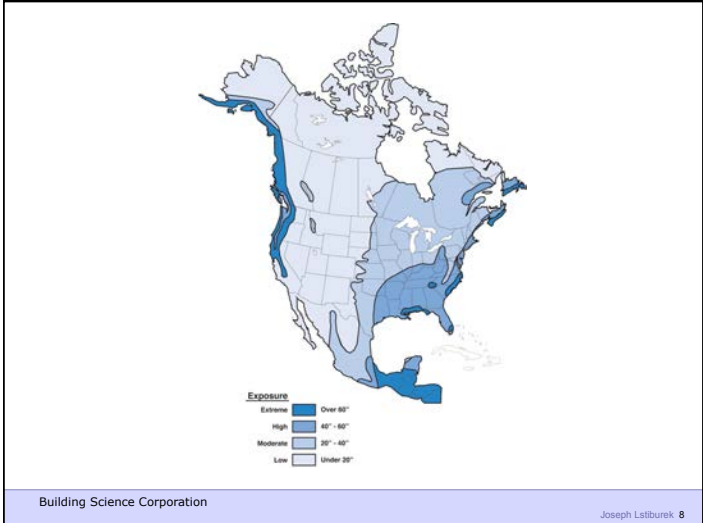 Exposure
Extreme Over 60"
High 40" - 60"
Moderate 20" - 40"
Low Under 20"
Building Science Corporation
Joseph Lstiburek 8